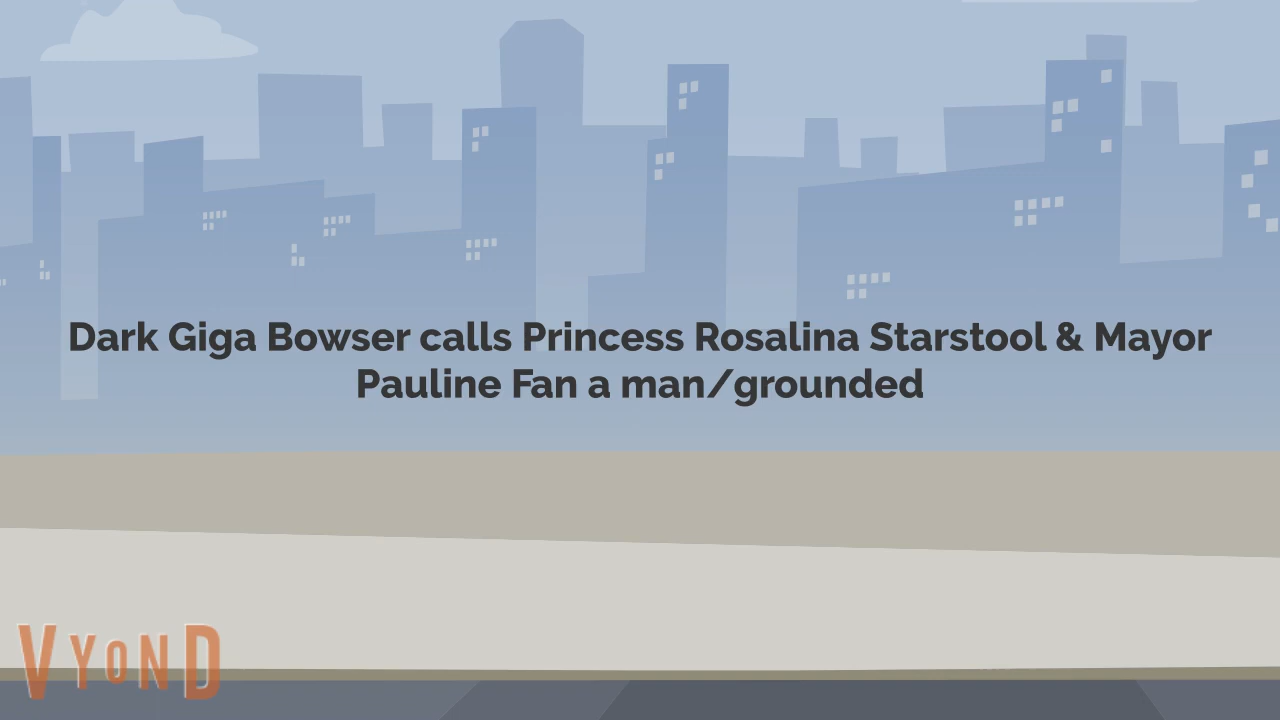 Dark Giga Bowser calls Princess Rosalina Starstool & Mayor
Pauline Fan a man/grounded
VYOND